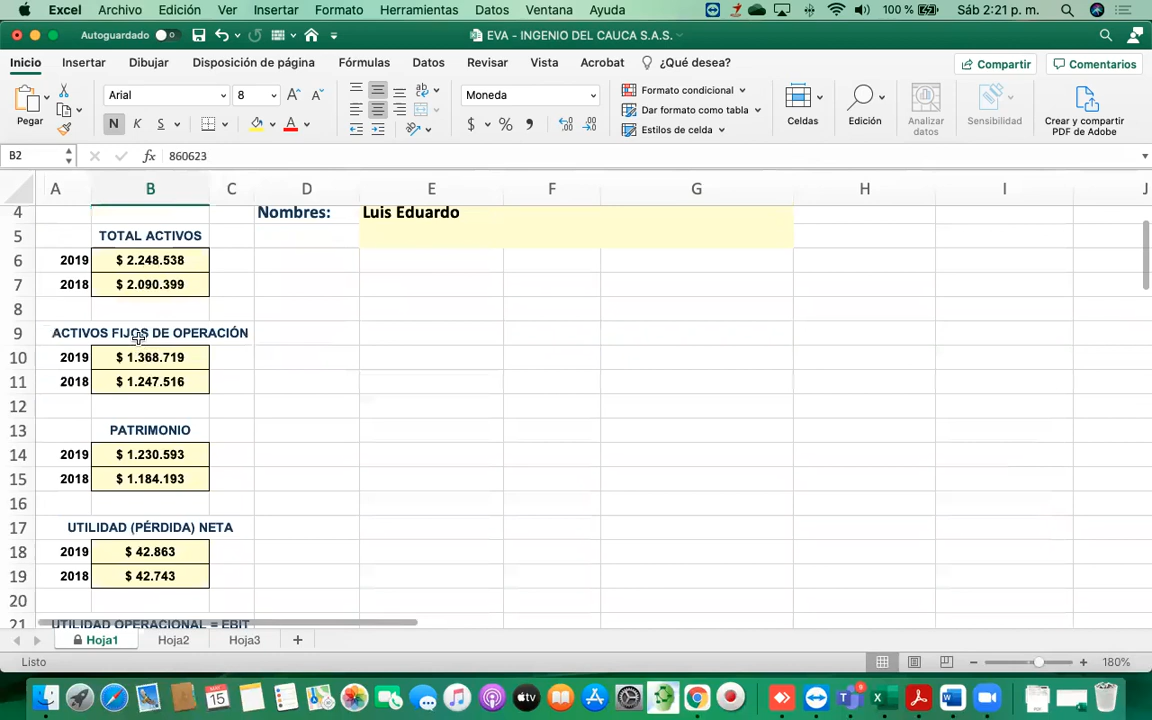 Excel Archivo Edición Ver Insertar Formato Herramientas Datos Ventana Ayuda 100 % Sáb 2:21 p. m.
Autoguardado EVA - INGENIO DEL CAUCA S.A.S.
Inicio Insertar Dibujar Disposición de página Fórmulas Datos Revisar Vista Acrobat ¿Qué desea? Compartir Comentarios
Pegar Arial 8 Moneda Formato condicional Celdas Edición Analizar datos Sensibilidad Crear y compartir PDF de Adobe
Dar formato como tabla
N K S $ % Estilos de celda
B2 fx 860623
A B C D E F G H I J
4 Nombres: Luis Eduardo
5 TOTAL ACTIVOS
6 2019 $ 2.248.538
7 2018 $ 2.090.399
8
9 ACTIVOS FIJOS DE OPERACIÓN
10 2019 $ 1.368.719
11 2018 $ 1.247.516
12
13 PATRIMONIO
14 2019 $ 1.230.593
15 2018 $ 1.184.193
16
17 UTILIDAD (PÉRDIDA) NETA
18 2019 $ 42.863
19 2018 $ 42.743
20
21 UTILIDAD OPERACIONAL = EBIT
Hoja1 Hoja2 Hoja3
Listo 180%